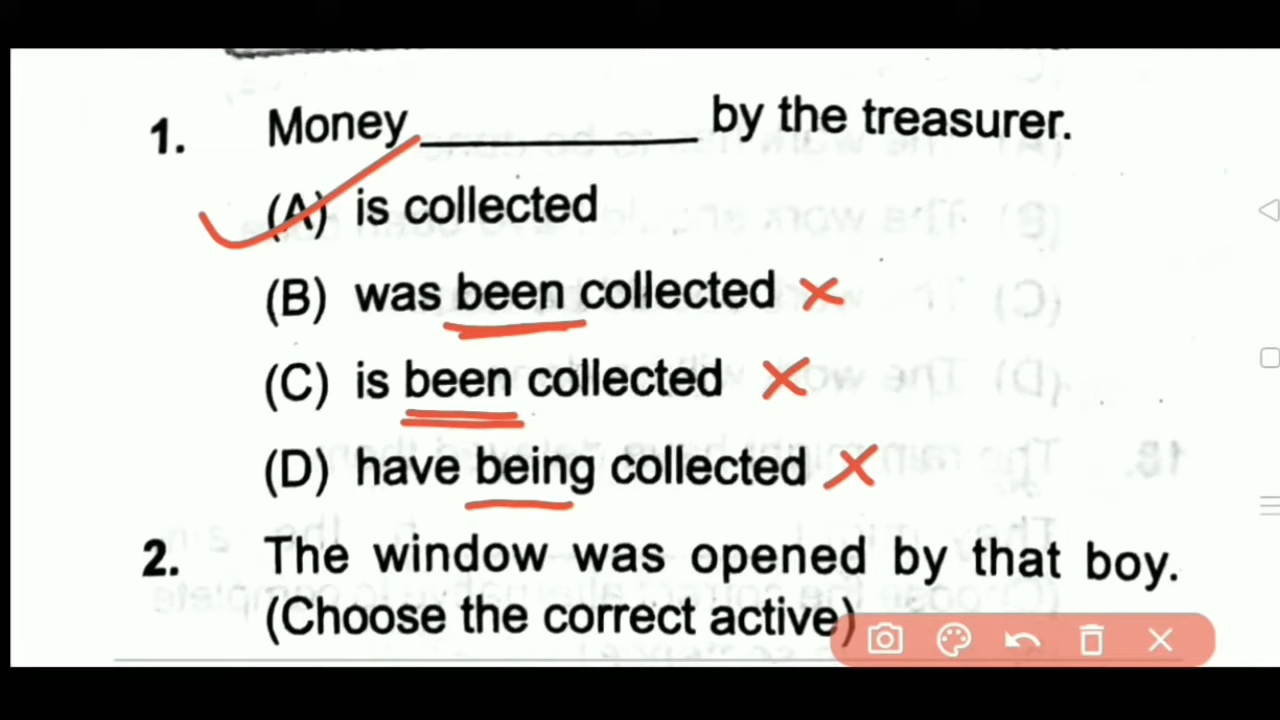 1. Money __________ by the treasurer.
(A) is collected
(B) was been collected
(C) is been collected
(D) have being collected
2. The window was opened by that boy.
(Choose the correct active)